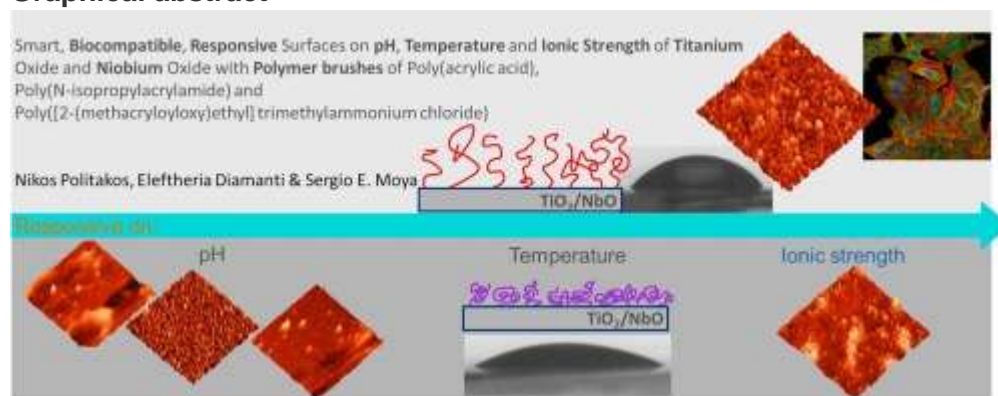 Graphical abstract
Smart, Biocompatible, Responsive Surfaces on pH, Temperature and Ionic Strength of Titanium
Oxide and Niobium Oxide with Polymer brushes of Poly(acrylic acid),
Poly(N-isopropylacrylamide) and
Poly([2-(methacryloyloxy)ethyl] trimethylammonium chloride)
Nikos Politakos, Eleftheria Diamanti & Sergio E. Moya
TiO₂/NbO
Responsive on:
pH
Temperature
Ionic strength
TiO₂/NbO